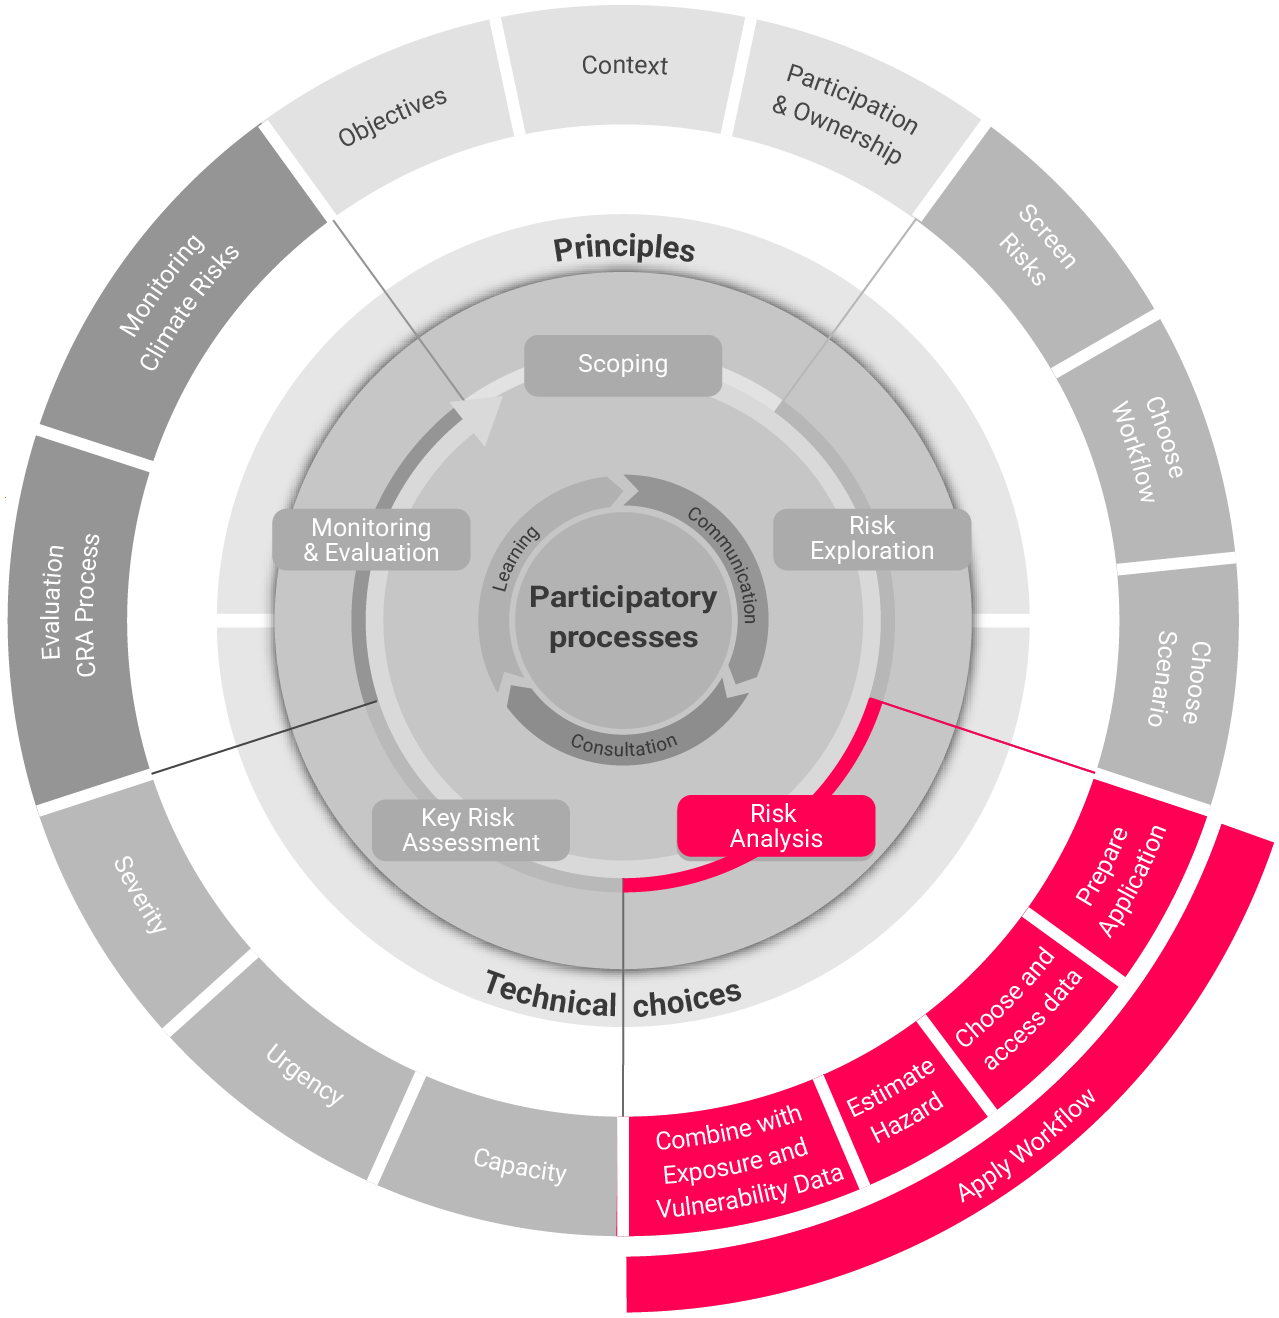 Objectives
Context
Participation
& Ownership
Screen
Risks
Choose
Workflow
Choose
Scenario
Prepare
Application
Choose and
access data
Estimate
Hazard
Combine with
Exposure and
Vulnerability Data
Apply Workflow
Capacity
Urgency
Severity
Evaluation
CRA Process
Monitoring
Climate Risks
Principles
Technical choices
Scoping
Risk
Exploration
Risk
Analysis
Key Risk
Assessment
Monitoring
& Evaluation
Communication
Consultation
Learning
Participatory
processes